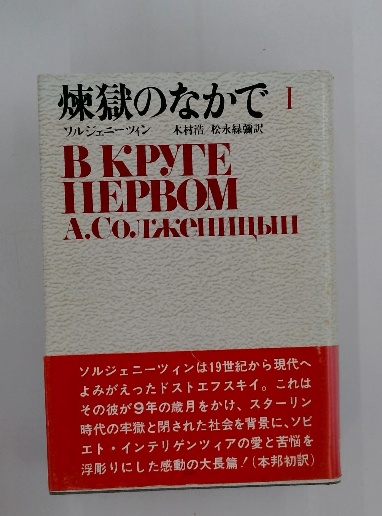 煉獄のなかで I
ソルジェニーツィン 木村浩/松永緑彌訳
В КРУГЕ
ПЕРВОМ
А.Солженицын
ソルジェニーツィンは19世紀から現代へ
よみがえったドストエフスキイ。これは
その彼が9年の歳月をかけ、スターリン
時代の牢獄と閉された社会を背景に、ソビ
エト・インテリゲンツィアの愛と苦悩を
浮彫りにした感動の大長篇!(本邦初訳)